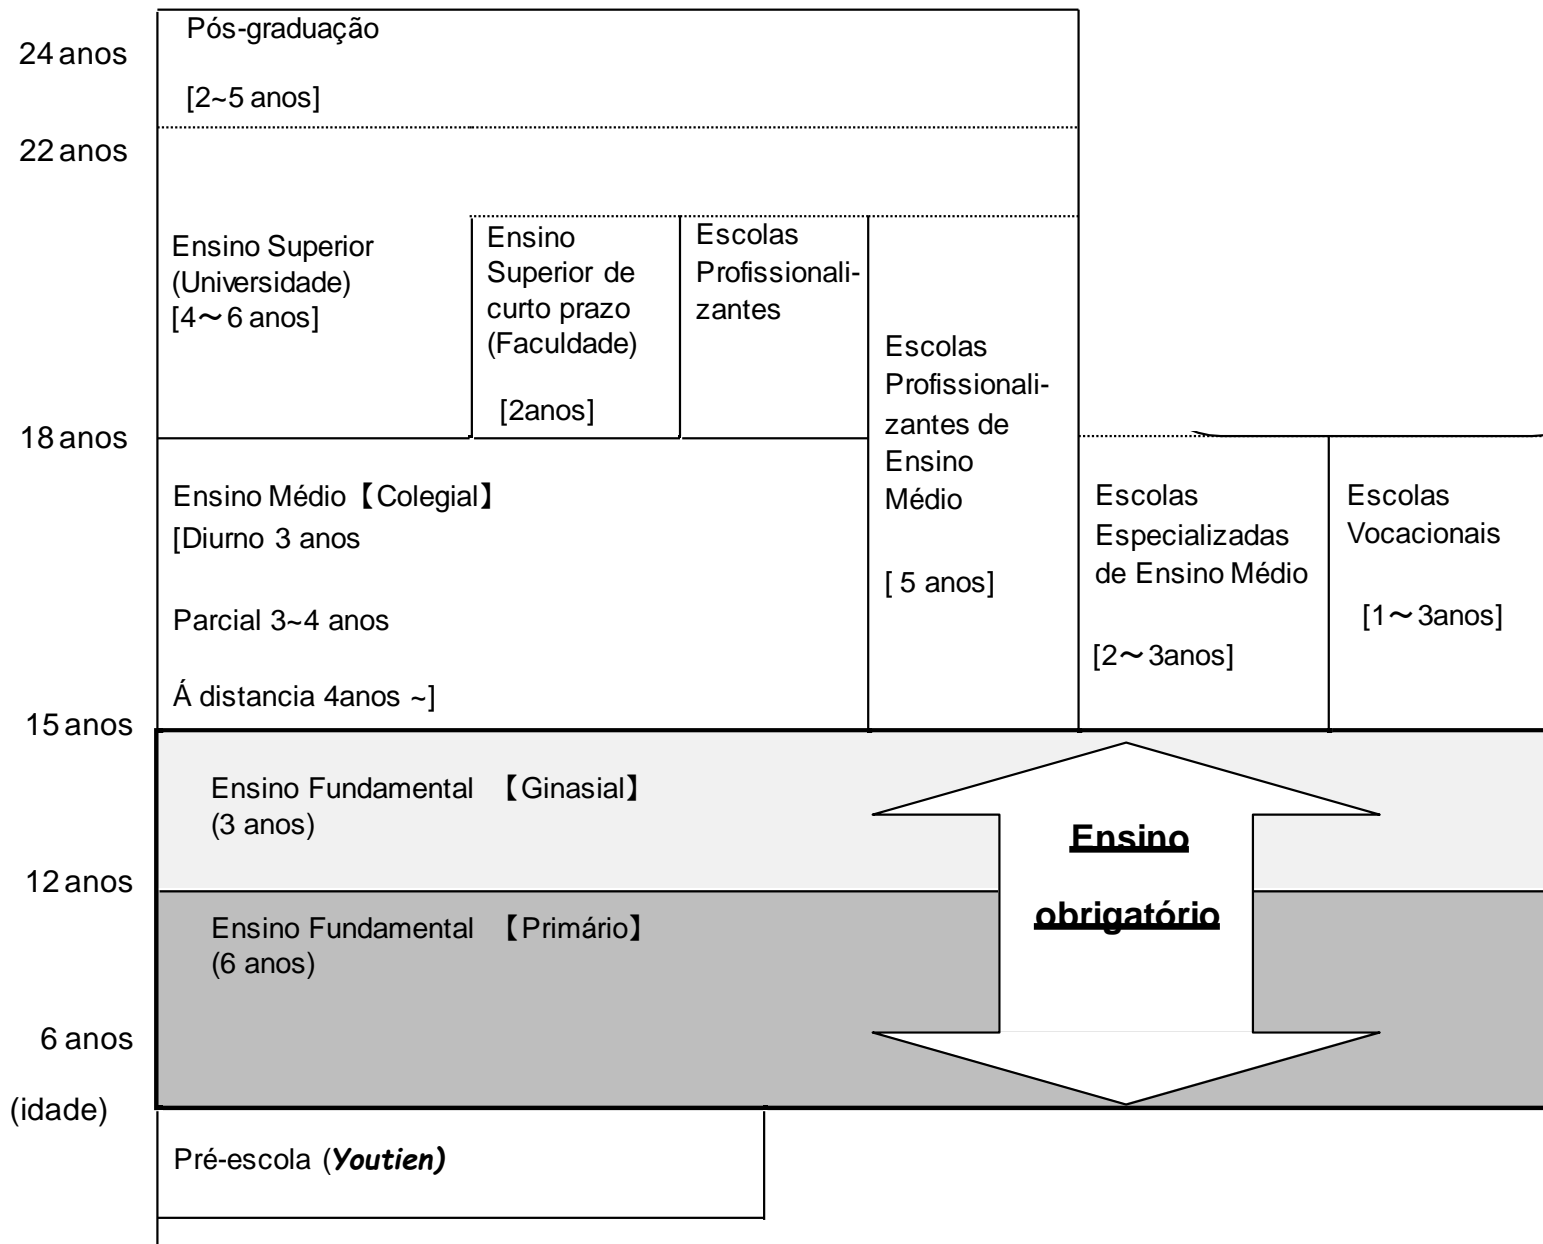 24 anos
Pós-graduação
[2~5 anos]
22 anos
Ensino Superior
(Universidade)
[4～6 anos]
Ensino
Superior de
curto prazo
(Faculdade)
[2anos]
Escolas
Profissionali-
zantes
Escolas
Profissionali-
zantes de
Ensino
Médio
[ 5 anos]
18 anos
Ensino Médio【Colegial】
[Diurno 3 anos
Parcial 3~4 anos
Á distancia 4anos ~]
Escolas
Especializadas
de Ensino Médio
[2～3anos]
Escolas
Vocacionais
[1～3anos]
15 anos
Ensino Fundamental 【Ginasial】
(3 anos)
Ensino
obrigatório
12 anos
Ensino Fundamental 【Primário】
(6 anos)
6 anos
(idade)
Pré-escola (Youtien)